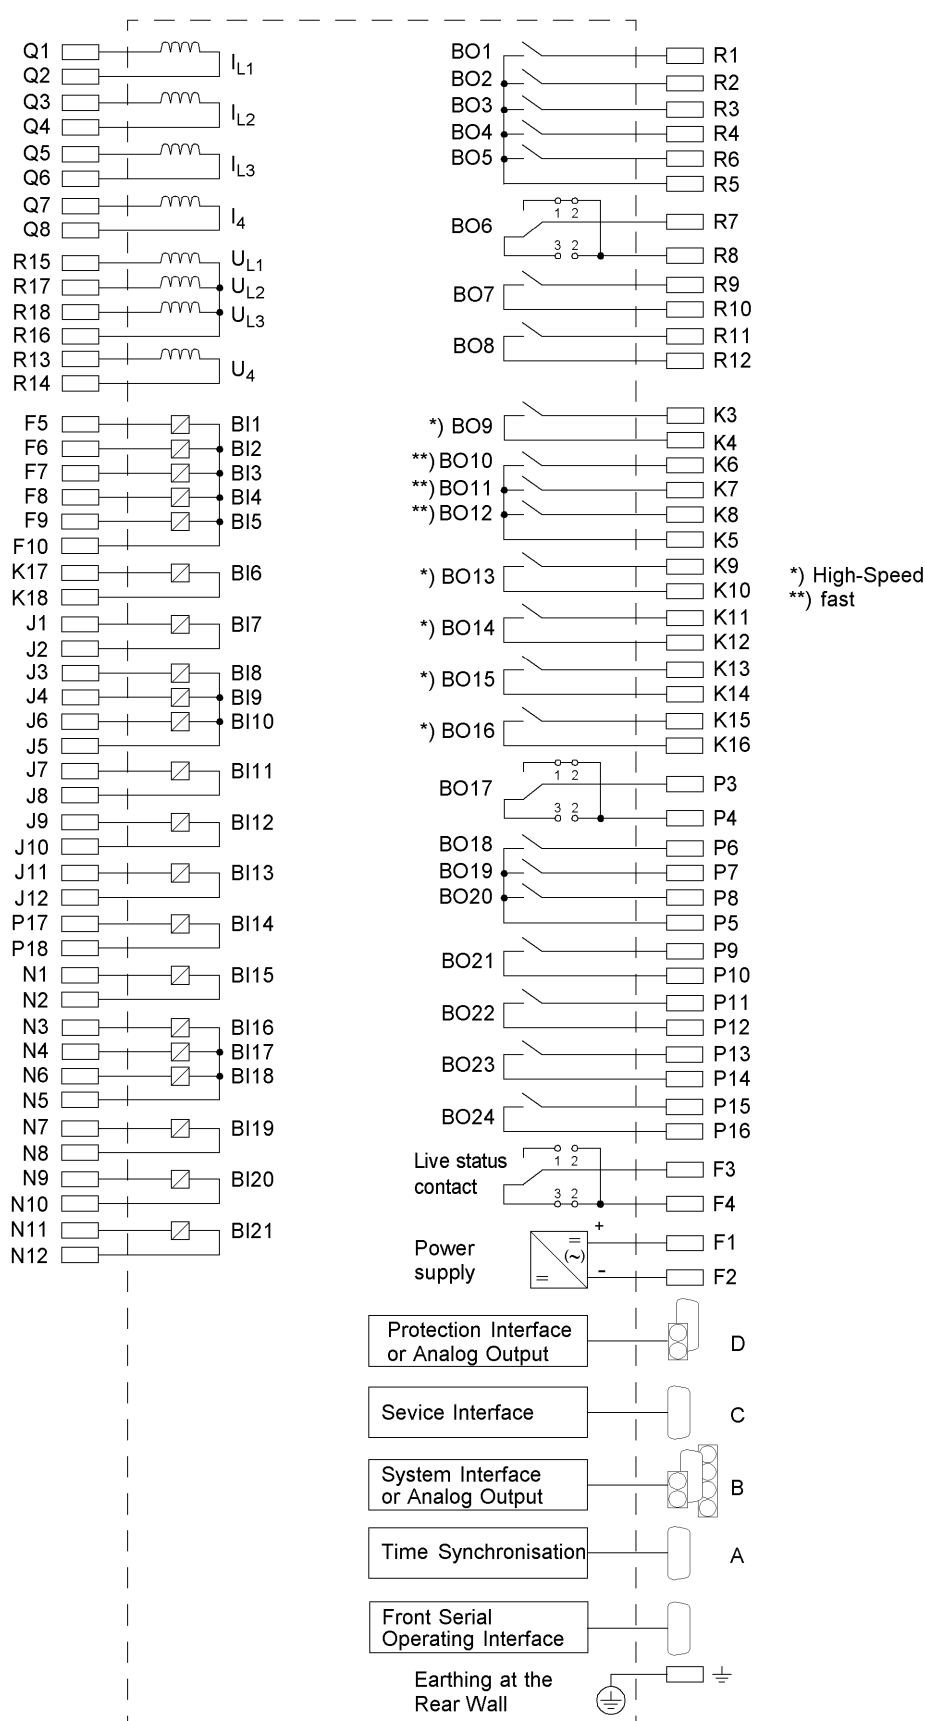 Q1
Q2
IL1
Q3
Q4
IL2
Q5
Q6
IL3
Q7
Q8
I4
R15 UL1
R17 UL2
R18 UL3
R16
R13
R14
U4
F5 BI1
F6 BI2
F7 BI3
F8 BI4
F9 BI5
F10
K17 BI6
K18
J1 BI7
J2
J3 BI8
J4 BI9
J6 BI10
J5
J7 BI11
J8
J9 BI12
J10
J11 BI13
J12
P17 BI14
P18
N1 BI15
N2
N3 BI16
N4 BI17
N6 BI18
N5
N7 BI19
N8
N9 BI20
N10
N11 BI21
N12
BO1 R1
BO2 R2
BO3 R3
BO4 R4
BO5 R6
R5
1 2
BO6 R7
3 2 R8
R9
BO7
R10
R11
BO8
R12
K3
*) BO9
K4
**) BO10 K6
**) BO11 K7
**) BO12 K8
K5
K9
*) BO13
K10
K11
*) BO14
K12
K13
*) BO15
K14
K15
*) BO16
K16
1 2
BO17 P3
3 2 P4
BO18 P6
BO19 P7
BO20 P8
P5
P9
BO21
P10
P11
BO22
P12
P13
BO23
P14
P15
BO24
P16
Live status
contact
1 2
F3
3 2 F4
Power
supply
+ F1
(~)
- F2
Protection Interface
or Analog Output
D
Sevice Interface
C
System Interface
or Analog Output
B
Time Synchronisation
A
Front Serial
Operating Interface
Earthing at the
Rear Wall
*) High-Speed
**) fast